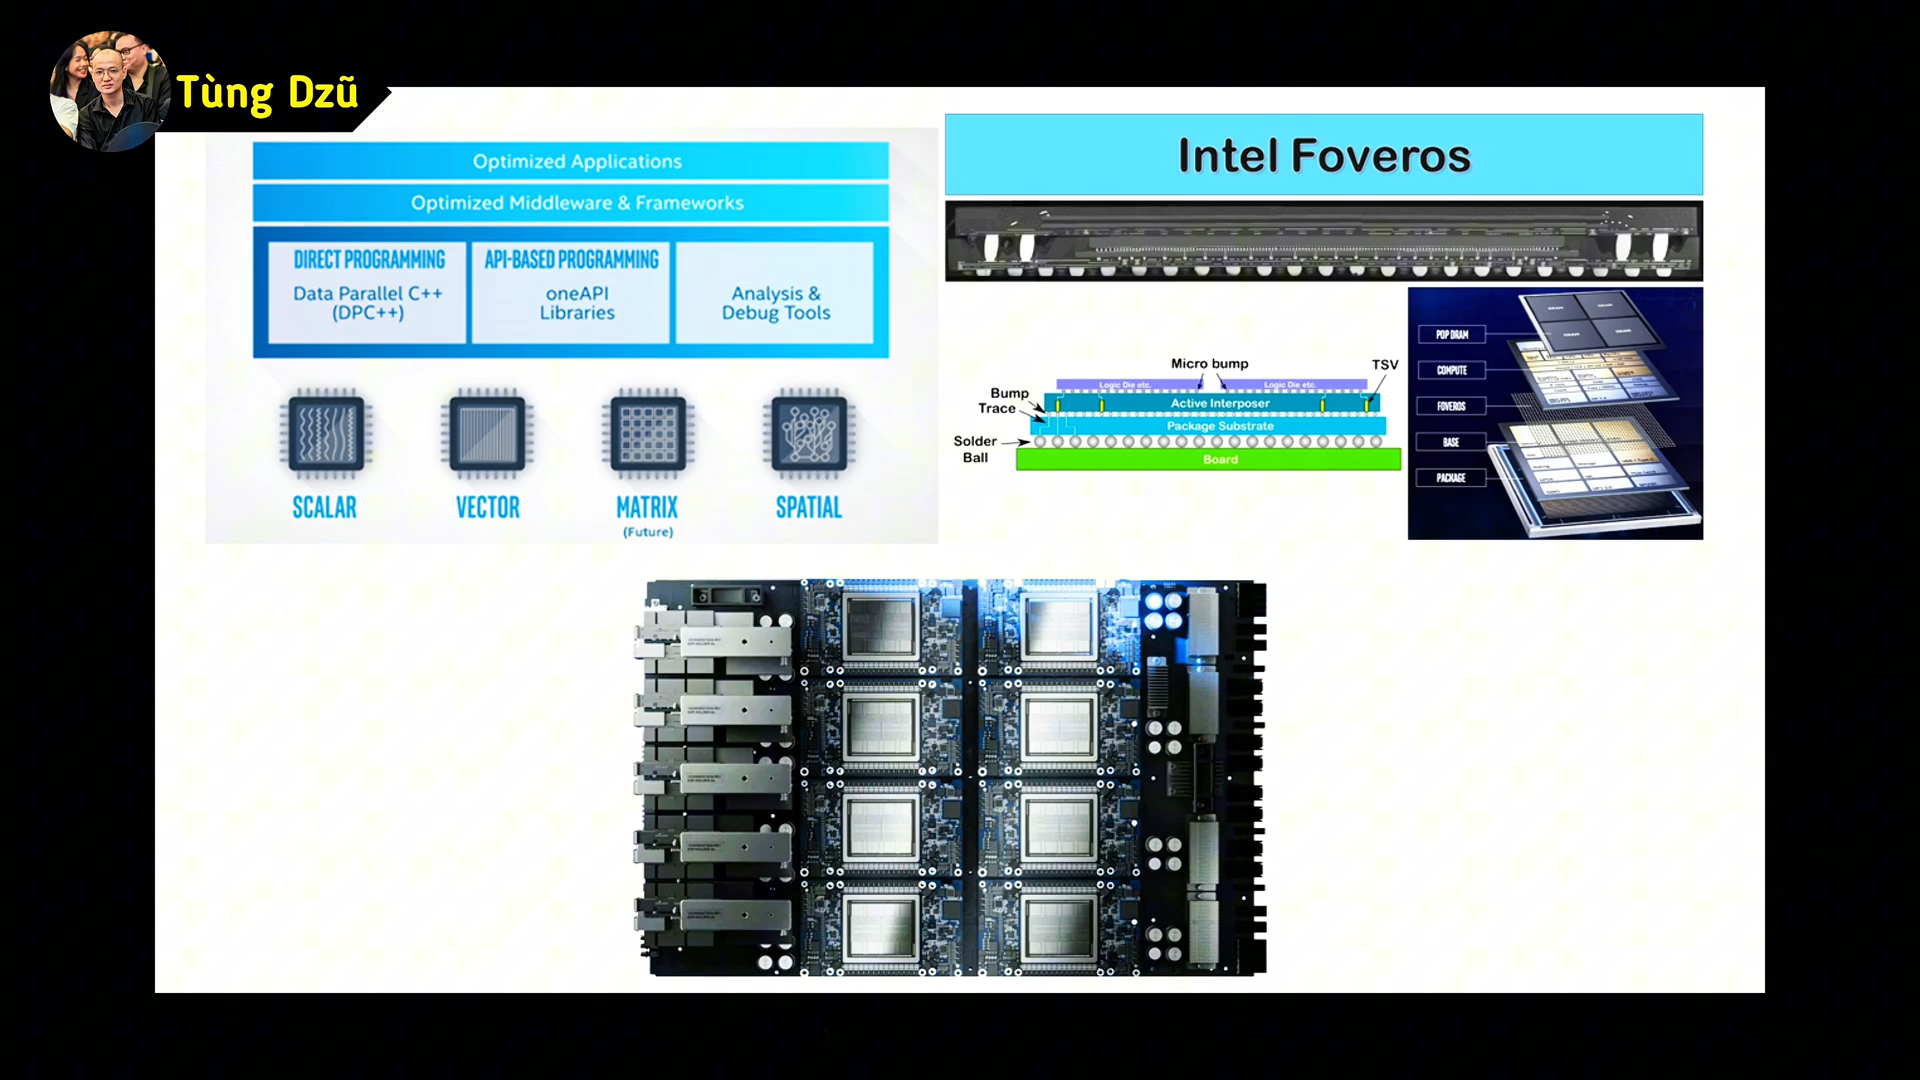 Tùng Dzũ
Optimized Applications
Optimized Middleware & Frameworks
DIRECT PROGRAMMING
Data Parallel C++
(DPC++)
API-BASED PROGRAMMING
oneAPI
Libraries
Analysis &
Debug Tools
SCALAR
VECTOR
MATRIX
(Future)
SPATIAL
Intel Foveros
Micro bump
TSV
Logic Die etc.
Logic Die etc.
Bump
Active Interposer
Trace
Package Substrate
Solder
Ball
Board
POP DRAM
COMPUTE
FOVEROS
BASE
PACKAGE